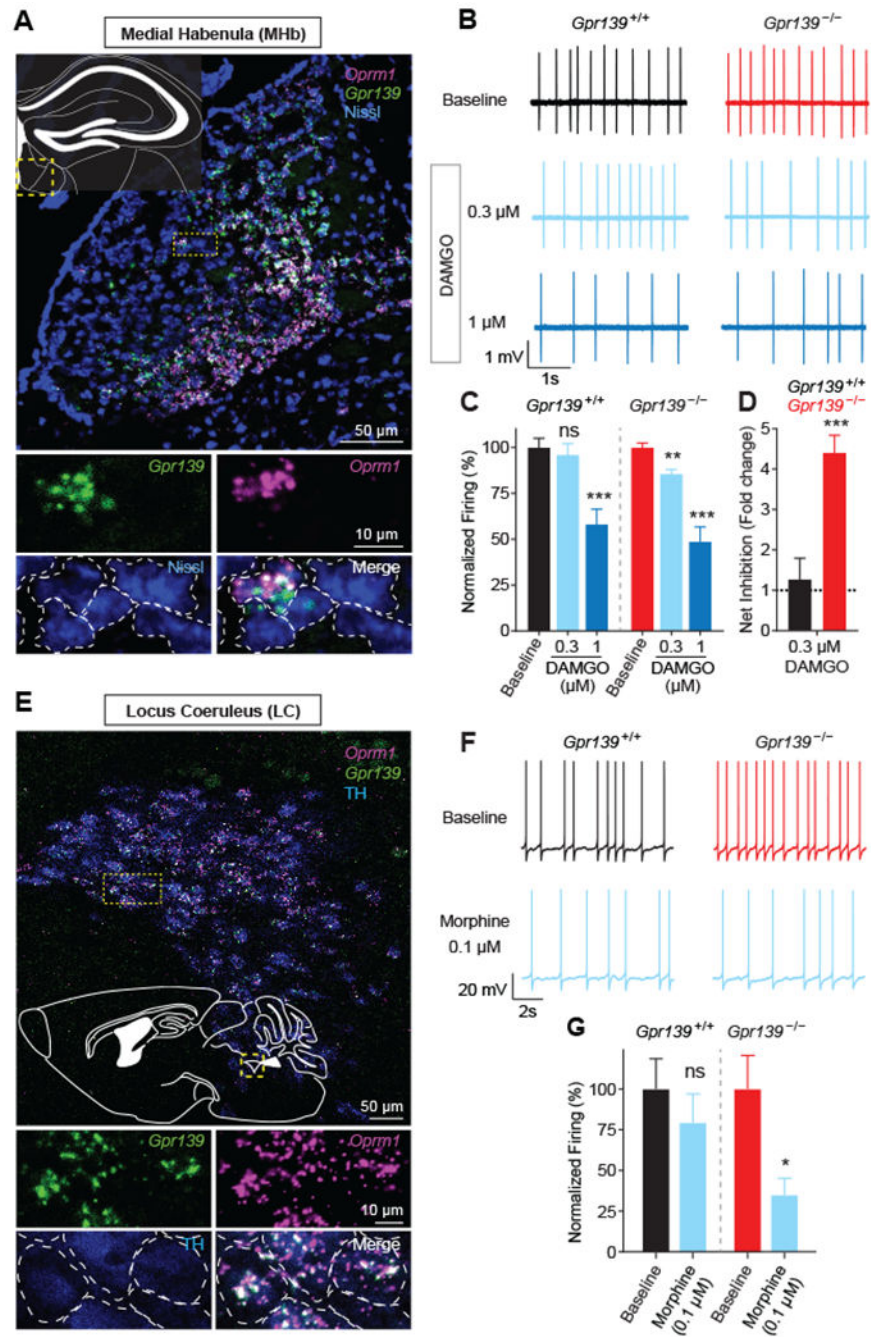 A
Medial Habenula (MHb)
Oprm1
Gpr139
Nissl
50 µm
Gpr139
Oprm1
10 µm
Nissl
Merge
B
Gpr139+/+
Gpr139−/−
Baseline
DAMGO
0.3 µM
1 µM
1 mV
1s
C
Gpr139+/+
Gpr139−/−
Normalized Firing (%)
100
75
50
25
0
ns
***
**
***
Baseline
0.3 1
DAMGO
(µM)
Baseline
0.3 1
DAMGO
(µM)
D
Gpr139+/+
Gpr139−/−
***
Net Inhibition (Fold change)
5
4
3
2
1
0
0.3 µM
DAMGO
E
Locus Coeruleus (LC)
Oprm1
Gpr139
TH
50 µm
Gpr139
Oprm1
10 µm
TH
Merge
F
Gpr139+/+
Gpr139−/−
Baseline
Morphine
0.1 µM
20 mV
2s
G
Gpr139+/+
Gpr139−/−
Normalized Firing (%)
100
75
50
25
0
ns
*
Baseline
Morphine
(0.1 µM)
Baseline
Morphine
(0.1 µM)